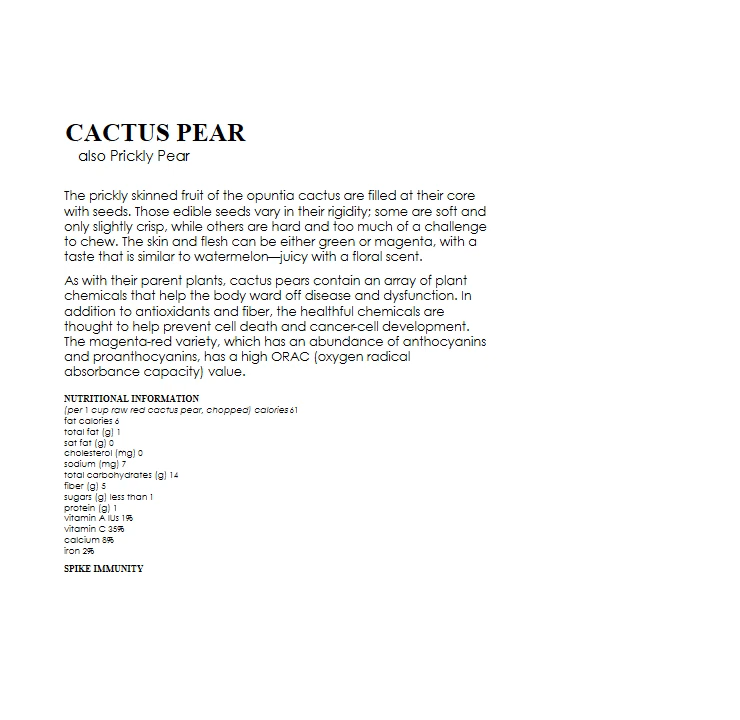 CACTUS PEAR
also Prickly Pear
The prickly skinned fruit of the opuntia cactus are filled at their core
with seeds. Those edible seeds vary in their rigidity; some are soft and
only slightly crisp, while others are hard and too much of a challenge
to chew. The skin and flesh can be either green or magenta, with a
taste that is similar to watermelon—juicy with a floral scent.
As with their parent plants, cactus pears contain an array of plant
chemicals that help the body ward off disease and dysfunction. In
addition to antioxidants and fiber, the healthful chemicals are
thought to help prevent cell death and cancer-cell development.
The magenta-red variety, which has an abundance of anthocyanins
and proanthocyanins, has a high ORAC (oxygen radical
absorbance capacity) value.
NUTRITIONAL INFORMATION
(per 1 cup raw red cactus pear, chopped) calories 61
fat calories 6
total fat (g) 1
sat fat (g) 0
cholesterol (mg) 0
sodium (mg) 7
total carbohydrates (g) 14
fiber (g) 5
sugars (g) less than 1
protein (g) 1
vitamin A IUs 1%
vitamin C 35%
calcium 8%
iron 2%
SPIKE IMMUNITY